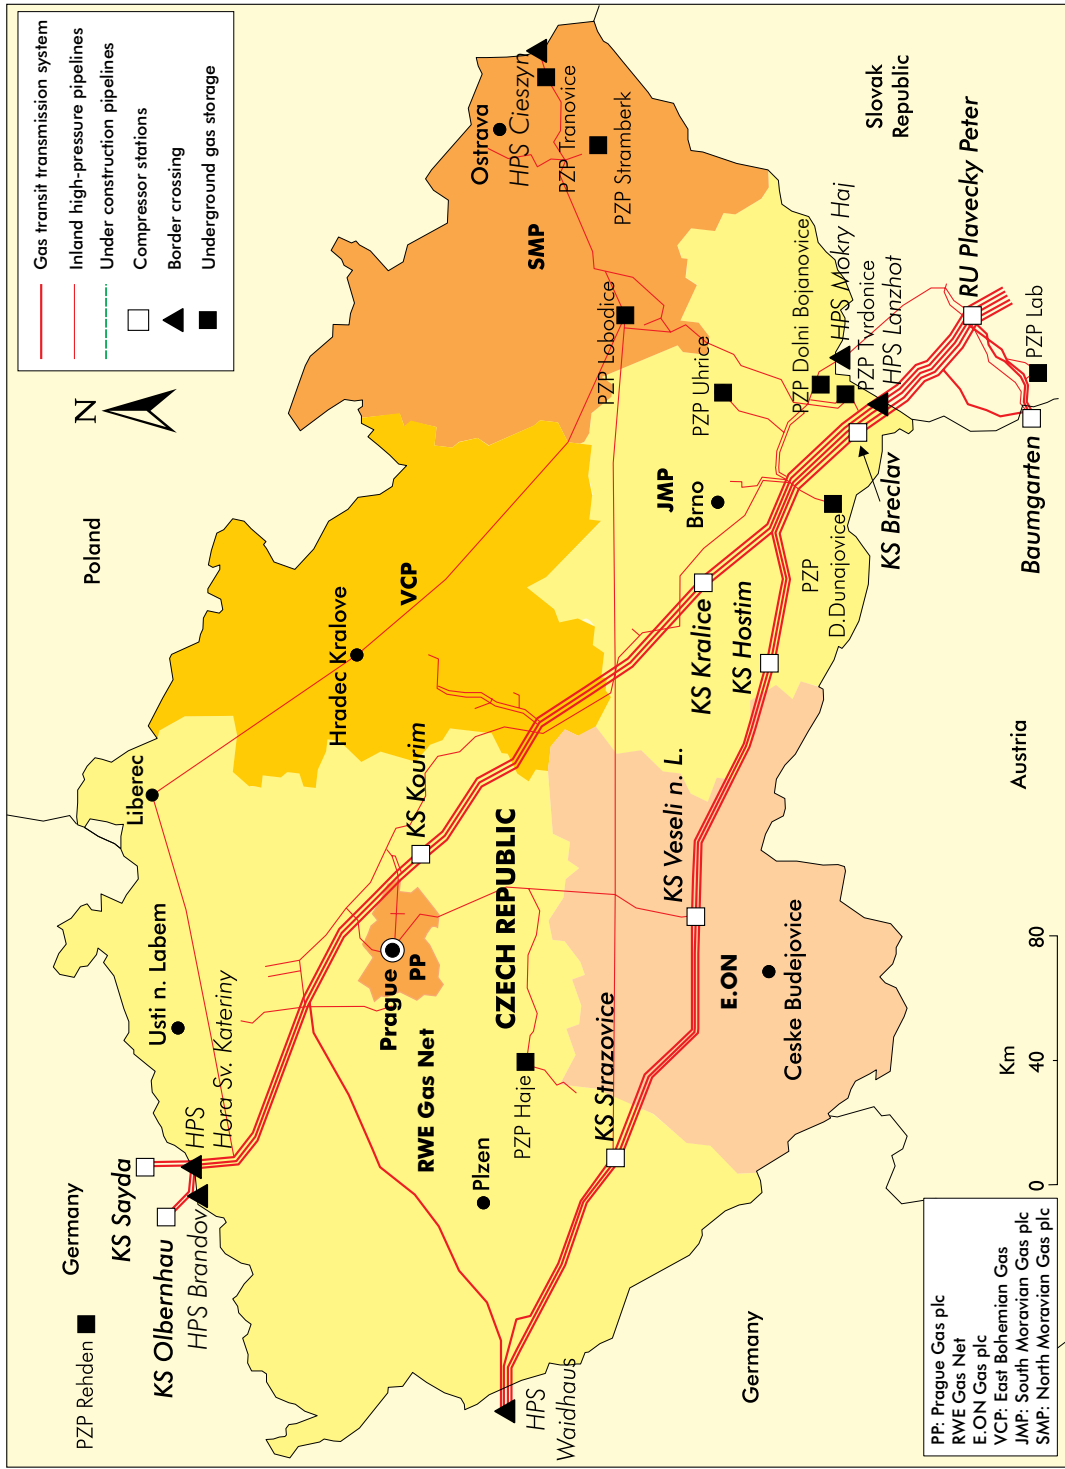 Gas transit transmission system
Inland high-pressure pipelines
Under construction pipelines
Compressor stations
Border crossing
Underground gas storage
N
Poland
Germany
PZP Rehden
KS Sayda
KS Olbernhau
HPS Brandov
HPS
Hora Sv. Kateriny
Usti n. Labem
Liberec
Hradec Kralove
VCP
KS Kourim
Prague
PP
RWE Gas Net
CZECH REPUBLIC
Plzen
PZP Haje
HPS
Waidhaus
KS Strazovice
KS Veseli n. L.
E.ON
Ceske Budejovice
Ostrava
HPS Cieszyn
PZP Tranovice
PZP Stramberk
SMP
PZP Lobodice
PZP Uhrice
JMP
Brno
KS Kralice
KS Hostim
PZP
D.Dunajovice
PZP Dolni Bojanovice
HPS Mokry Haj
PZP Tvrdonice
HPS Lanzhot
KS Breclav
Slovak
Republic
RU Plavecky Peter
PZP Lab
Baumgarten
Austria
Germany
Km
0
40
80
PP: Prague Gas plc
RWE Gas Net
E.ON Gas plc
VCP: East Bohemian Gas
JMP: South Moravian Gas plc
SMP: North Moravian Gas plc